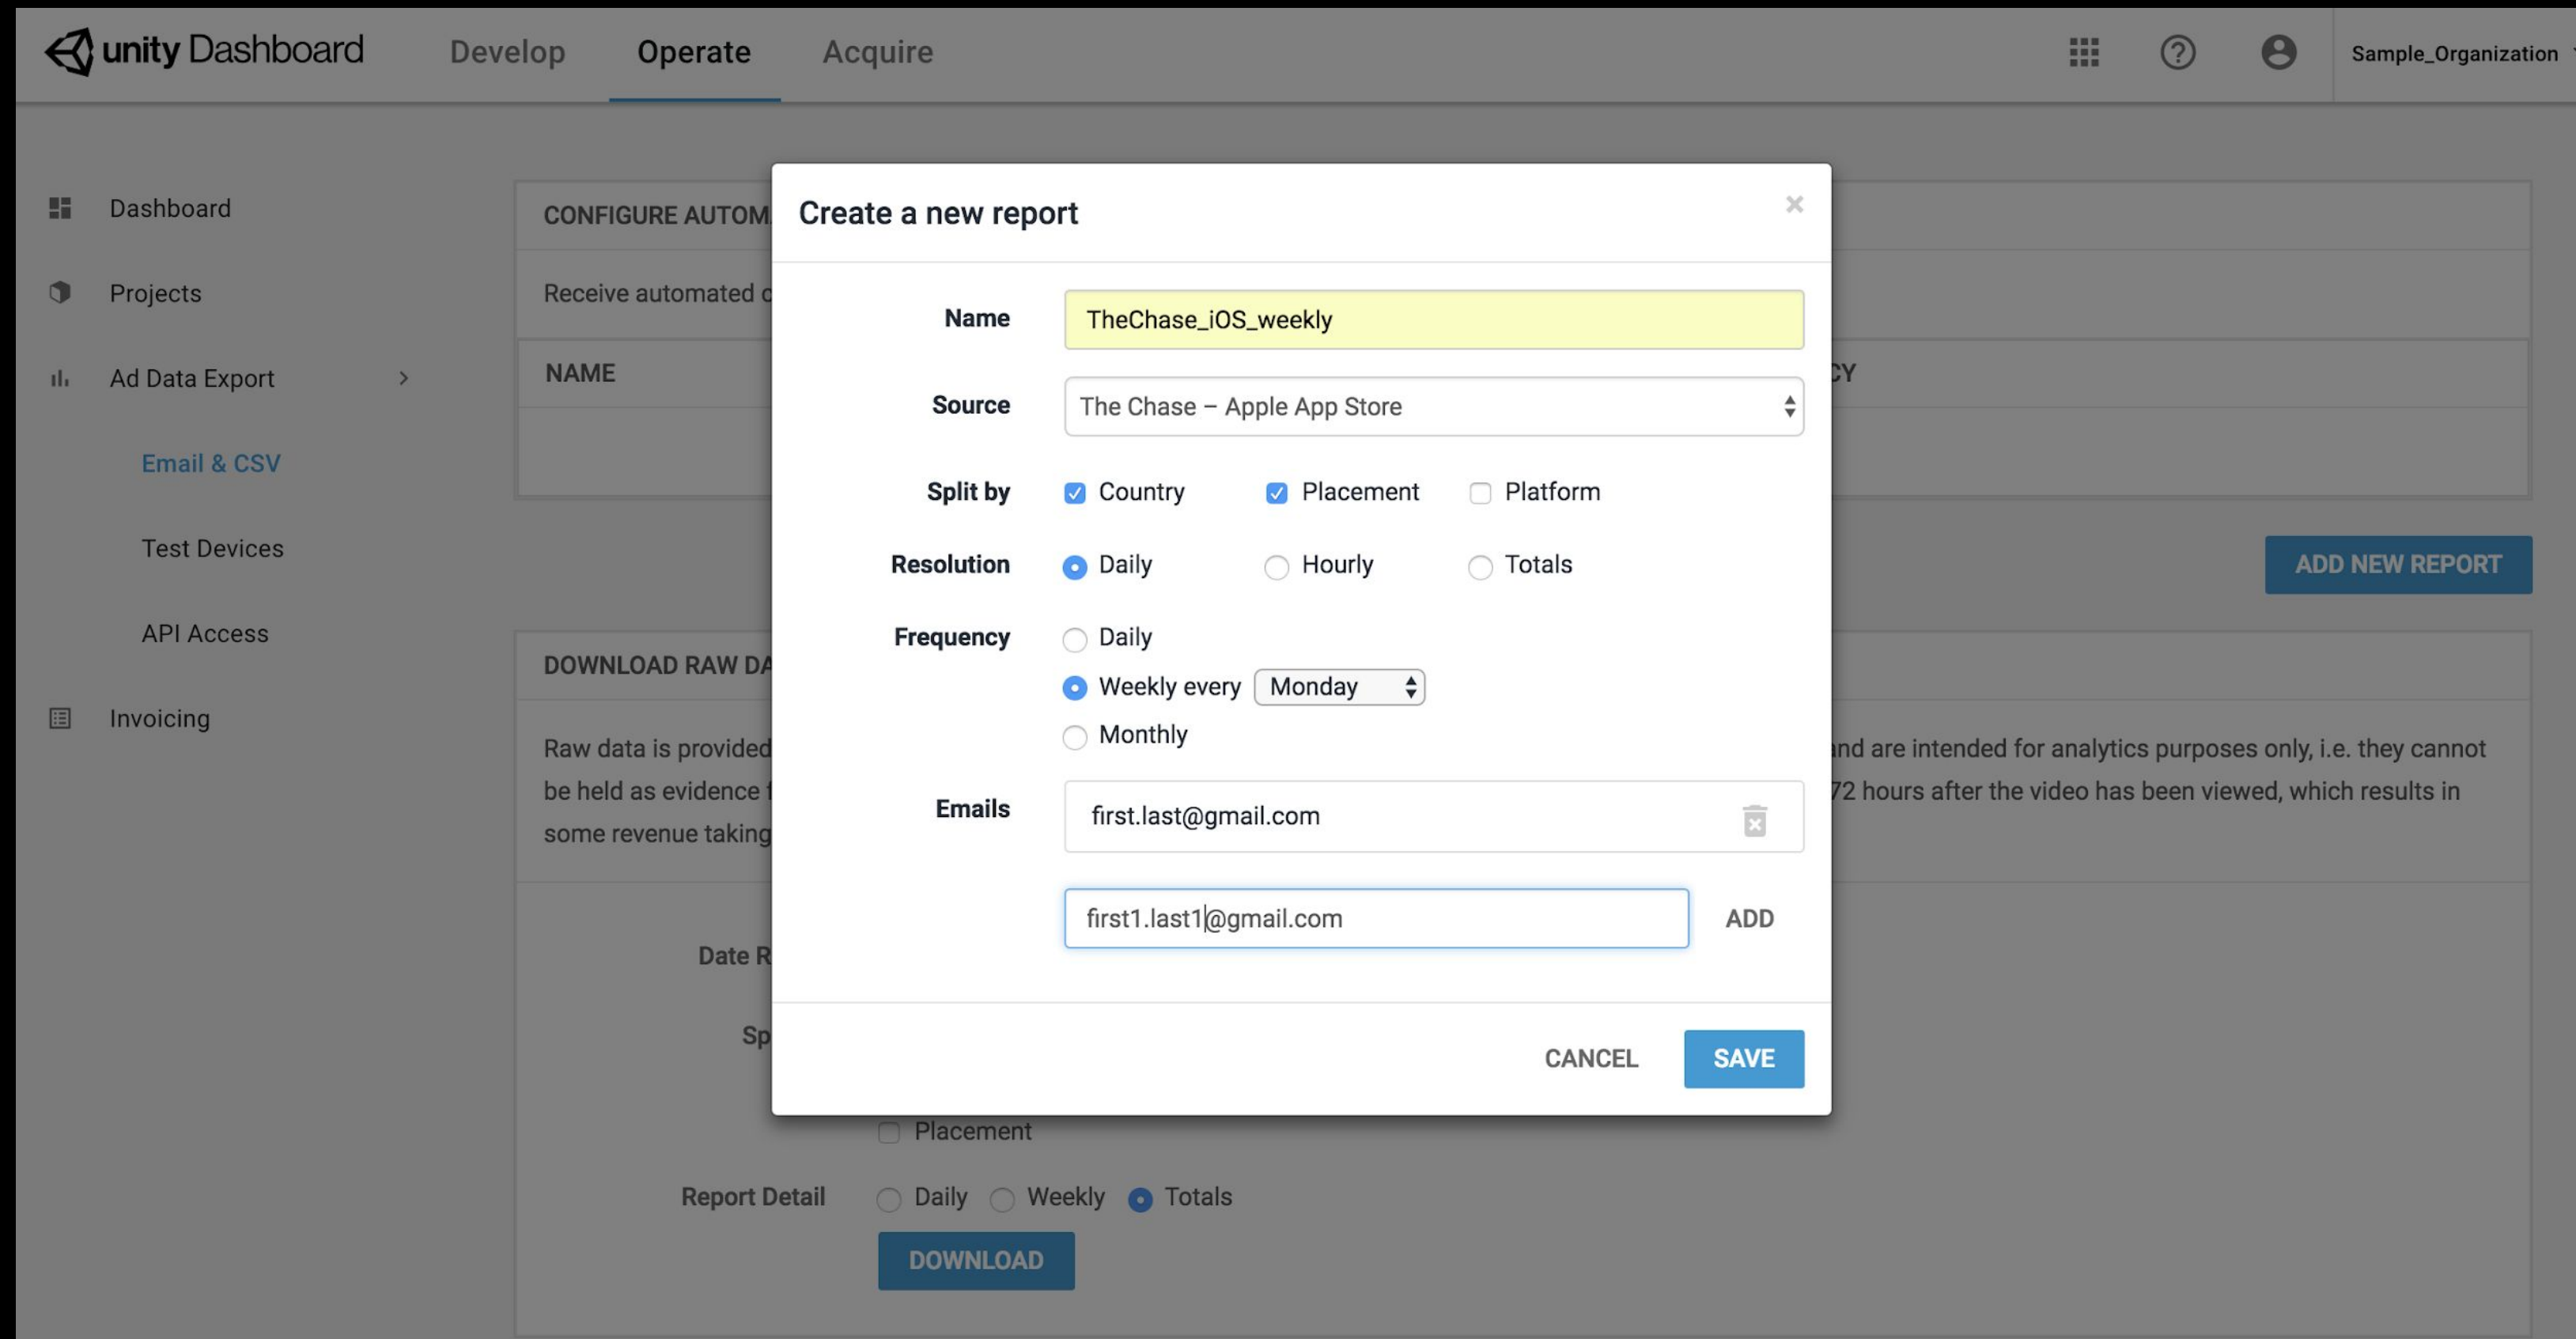 unity Dashboard Develop Operate Acquire Sample_Organization
Dashboard
Projects
Ad Data Export
Email & CSV
Test Devices
API Access
Invoicing
CONFIGURE
Receive automated
NAME
ADD NEW REPORT
DOWNLOAD RAW
Raw data is provided
and are intended for analytics purposes only, i.e. they cannot
be held as evidence
72 hours after the video has been viewed, which results in
some revenue taking
Date
Placement
Report Detail Daily Weekly Totals
DOWNLOAD
Create a new report ×
Name TheChase_iOS_weekly
Source The Chase – Apple App Store
Split by Country Placement Platform
Resolution Daily Hourly Totals
Frequency Daily
Weekly every Monday
Monthly
Emails first.last@gmail.com
first1.last1@gmail.com ADD
CANCEL SAVE